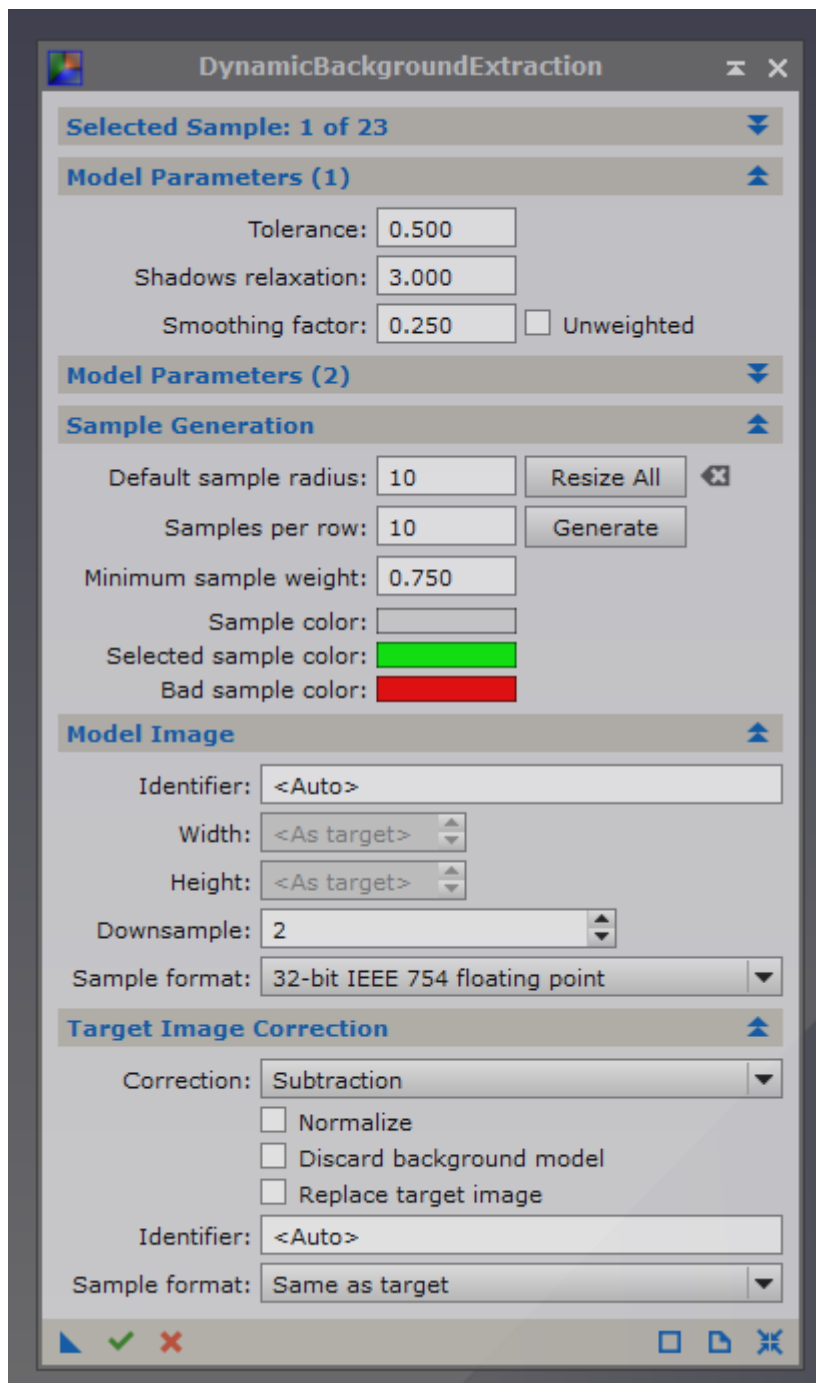 DynamicBackgroundExtraction
Selected Sample: 1 of 23
Model Parameters (1)
Tolerance: 0.500
Shadows relaxation: 3.000
Smoothing factor: 0.250 Unweighted
Model Parameters (2)
Sample Generation
Default sample radius: 10 Resize All
Samples per row: 10 Generate
Minimum sample weight: 0.750
Sample color:
Selected sample color:
Bad sample color:
Model Image
Identifier: <Auto>
Width: <As target>
Height: <As target>
Downsample: 2
Sample format: 32-bit IEEE 754 floating point
Target Image Correction
Correction: Subtraction
Normalize
Discard background model
Replace target image
Identifier: <Auto>
Sample format: Same as target